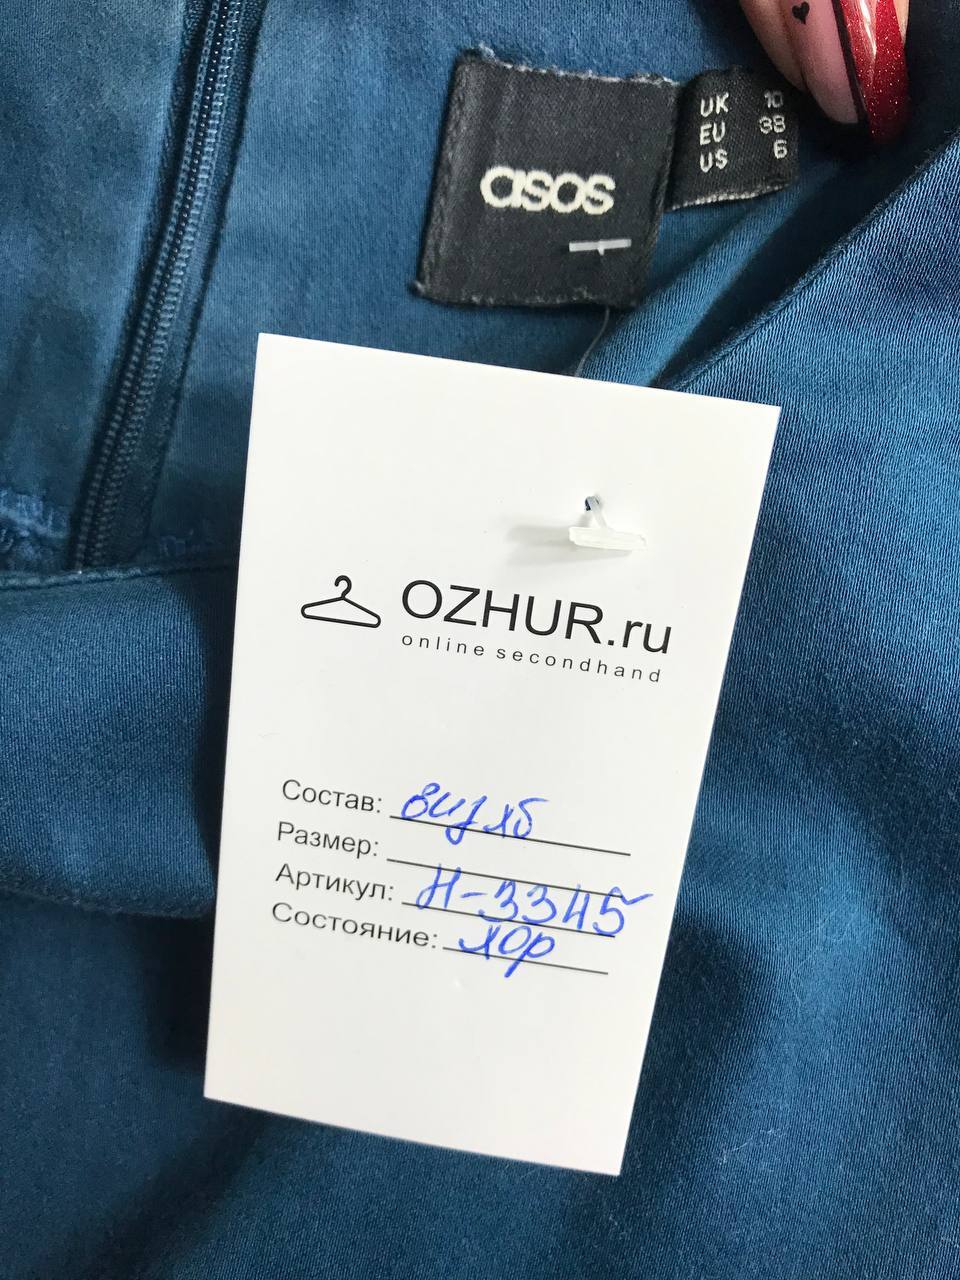 asos
UK 10
EU 38
US 6
OZHUR.ru
online secondhand
Состав: виз хб
Размер:
Артикул: Н-3345
Состояние: хор